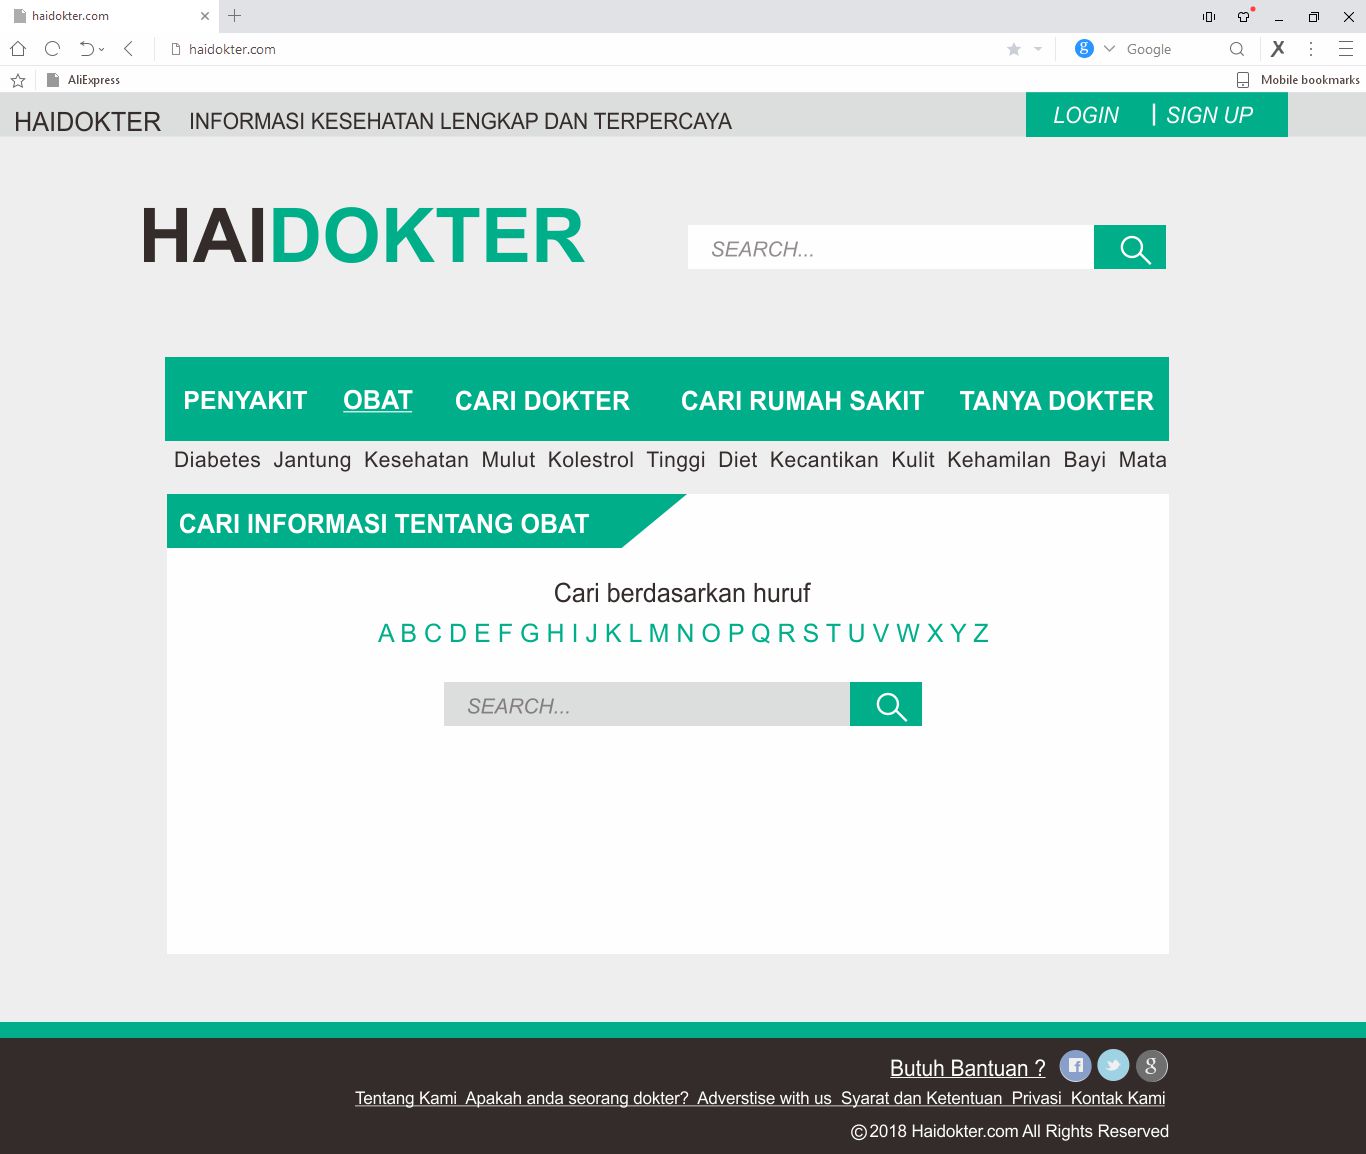 haidokter.com
haidokter.com
Google
AliExpress
Mobile bookmarks
HAIDOKTER INFORMASI KESEHATAN LENGKAP DAN TERPERCAYA
LOGIN | SIGN UP
HAIDOKTER
SEARCH...
PENYAKIT OBAT CARI DOKTER CARI RUMAH SAKIT TANYA DOKTER
Diabetes Jantung Kesehatan Mulut Kolestrol Tinggi Diet Kecantikan Kulit Kehamilan Bayi Mata
CARI INFORMASI TENTANG OBAT
Cari berdasarkan huruf
A B C D E F G H I J K L M N O P Q R S T U V W X Y Z
SEARCH...
Butuh Bantuan ?
Tentang Kami Apakah anda seorang dokter? Adverstise with us Syarat dan Ketentuan Privasi Kontak Kami
©2018 Haidokter.com All Rights Reserved